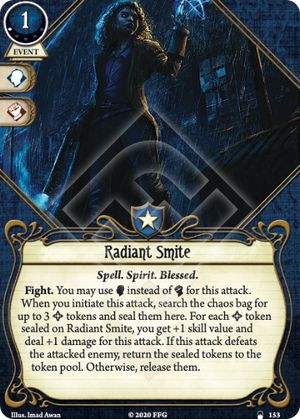 1
EVENT
Radiant Smite
Spell. Spirit. Blessed.
Fight. You may use instead of for this attack.
When you initiate this attack, search the chaos bag for
up to 3 tokens and seal them here. For each
token sealed on Radiant Smite, you get +1 skill value and
deal +1 damage for this attack. If this attack defeats
the attacked enemy, return the sealed tokens to the
token pool. Otherwise, release them.
Illus. Imad Awan
© 2020 FFG
153